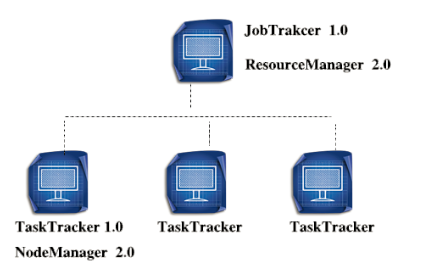 JobTrakcer 1.0
ResourceManager 2.0
TaskTracker 1.0
TaskTracker
TaskTracker
NodeManager 2.0